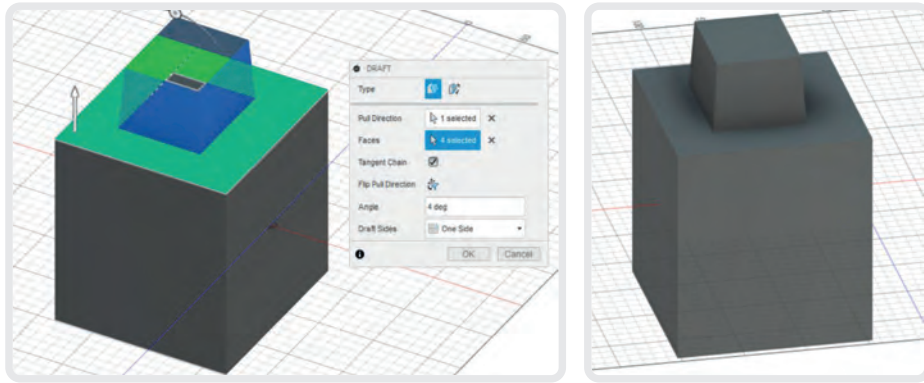 DRAFT
Type
Pull Direction 1 selected
Faces 4 selected
Tangent Chain
Flip Pull Direction
Angle 4 deg
Draft Sides One Side
OK Cancel